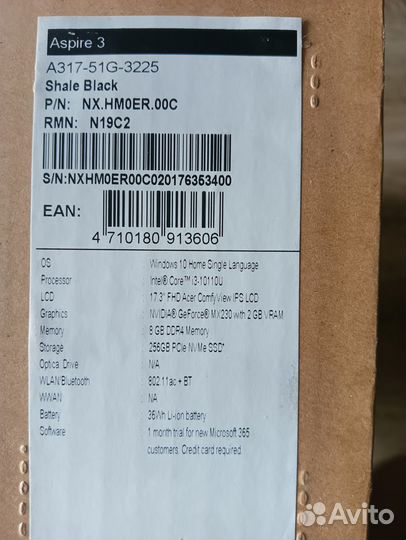 Aspire 3
A317-51G-3225
Shale Black
P/N: NX.HM0ER.00C
RMN: N19C2
S/N:NXHM0ER00C020176353400
EAN:
4 710180 913606
OS : Windows 10 Home Single Language
Processor : Intel® Core™ i3-10110U
LCD : 17.3" FHD Acer ComfyView IPS LCD
Graphics : NVIDIA® GeForce® MX230 with 2 GB VRAM
Memory : 8 GB DDR4 Memory
Storage : 256GB PCIe NVMe SSD*
Optical Drive : N/A
WLAN/Bluetooth : 802.11ac + BT
WWAN : NA
Battery : 36Wh Li-ion battery
Software : 1 month trial for new Microsoft 365
customers. Credit card required.
Avito